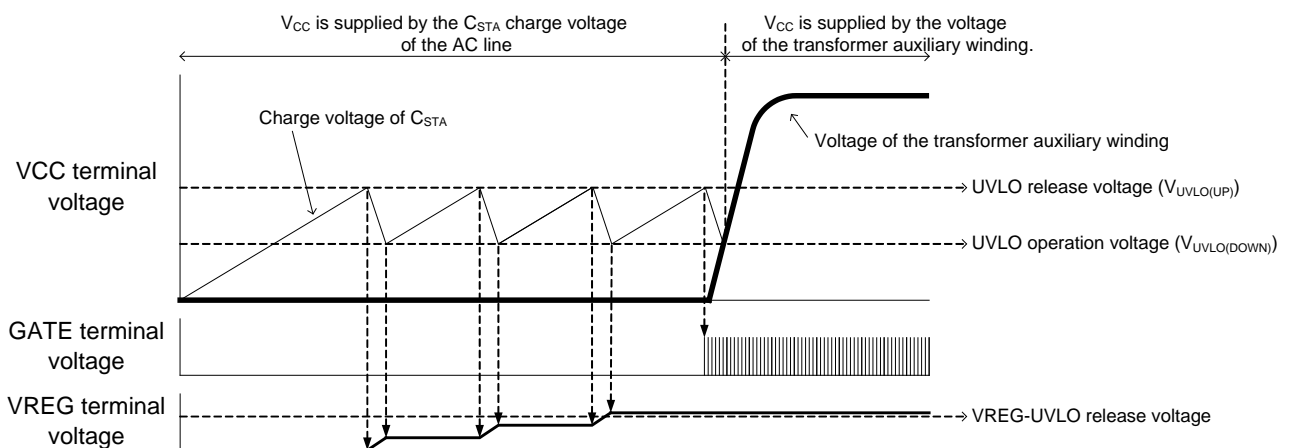 VCC is supplied by the CSTA charge voltage
of the AC line
VCC is supplied by the voltage
of the transformer auxiliary winding.
Charge voltage of CSTA
Voltage of the transformer auxiliary winding
VCC terminal
voltage
UVLO release voltage (VUVLO(UP))
UVLO operation voltage (VUVLO(DOWN))
GATE terminal
voltage
VREG terminal
voltage
VREG-UVLO release voltage